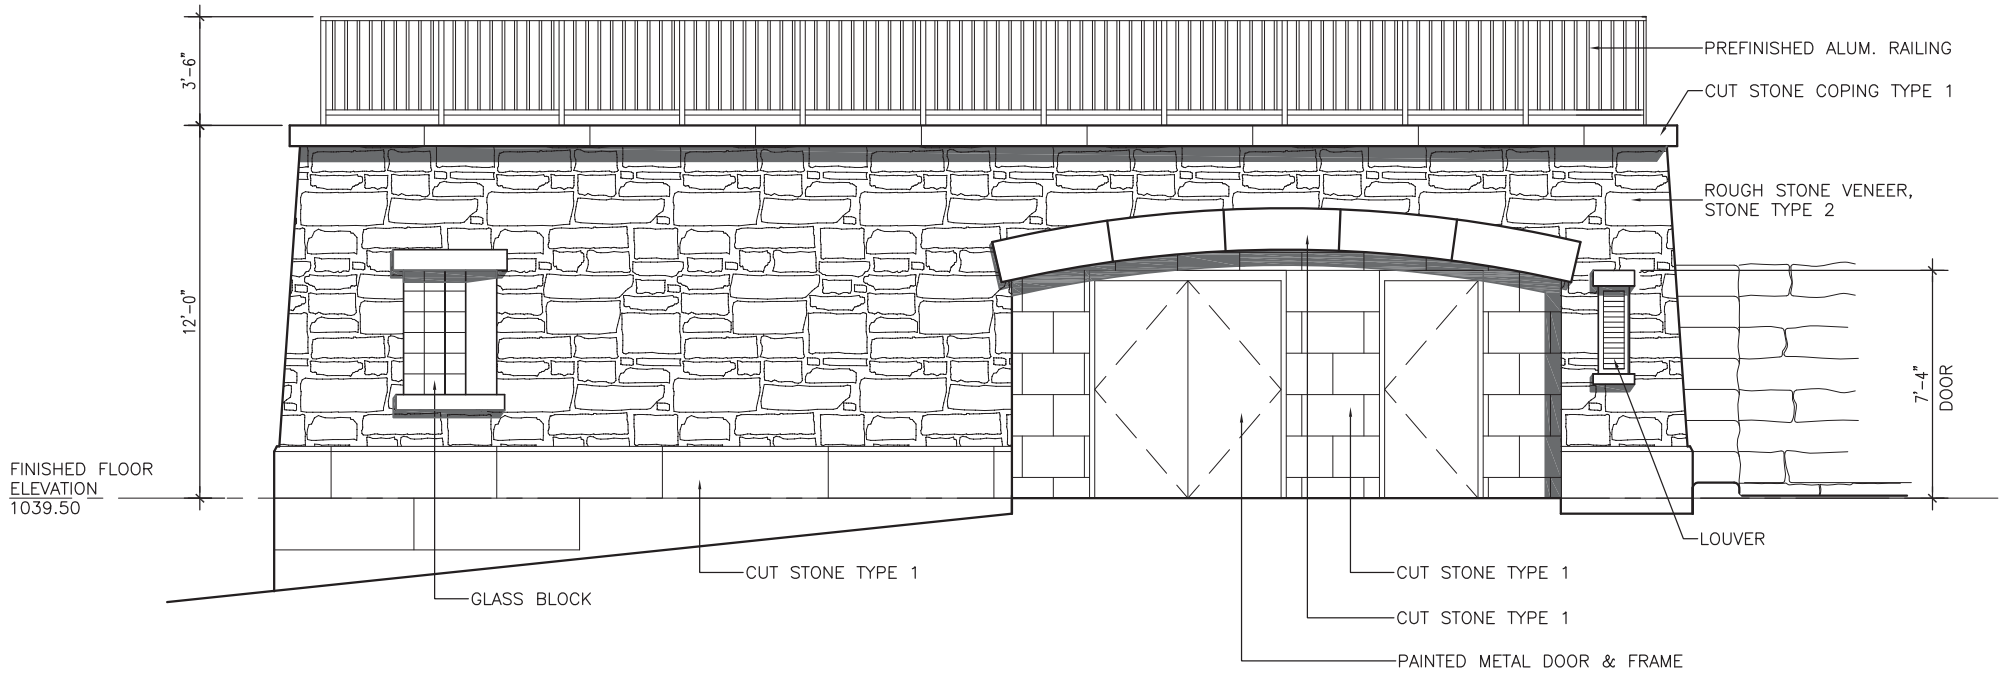 3'-6"
PREFINISHED ALUM. RAILING
CUT STONE COPING TYPE 1
ROUGH STONE VENEER,
STONE TYPE 2
12'-0"
7'-4"
DOOR
FINISHED FLOOR
ELEVATION
1039.50
LOUVER
CUT STONE TYPE 1
CUT STONE TYPE 1
GLASS BLOCK
CUT STONE TYPE 1
PAINTED METAL DOOR & FRAME